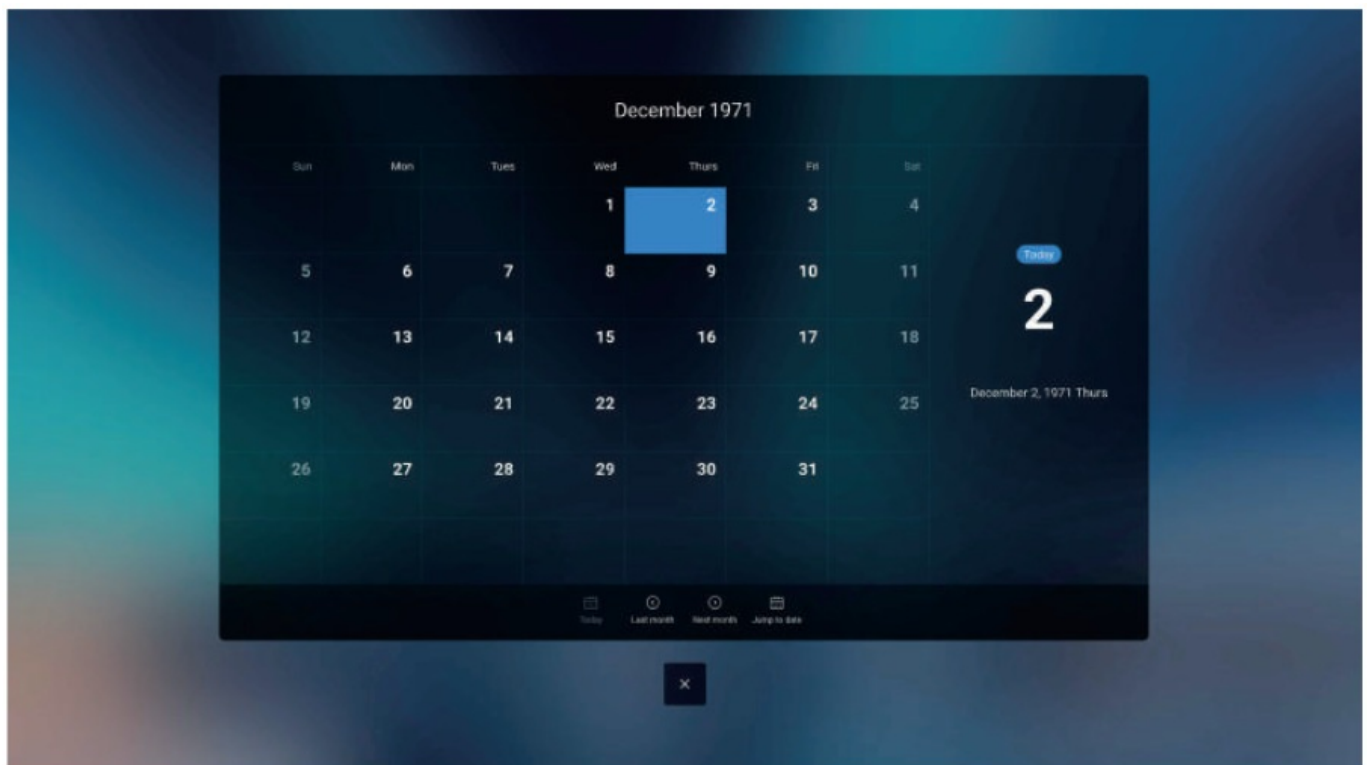 December 1971
Sun Mon Tues Wed Thurs Fri Sat
1 2 3 4
5 6 7 8 9 10 11
12 13 14 15 16 17 18
19 20 21 22 23 24 25
26 27 28 29 30 31
Today
2
December 2, 1971 Thurs
Today Last month Next month Jump to date